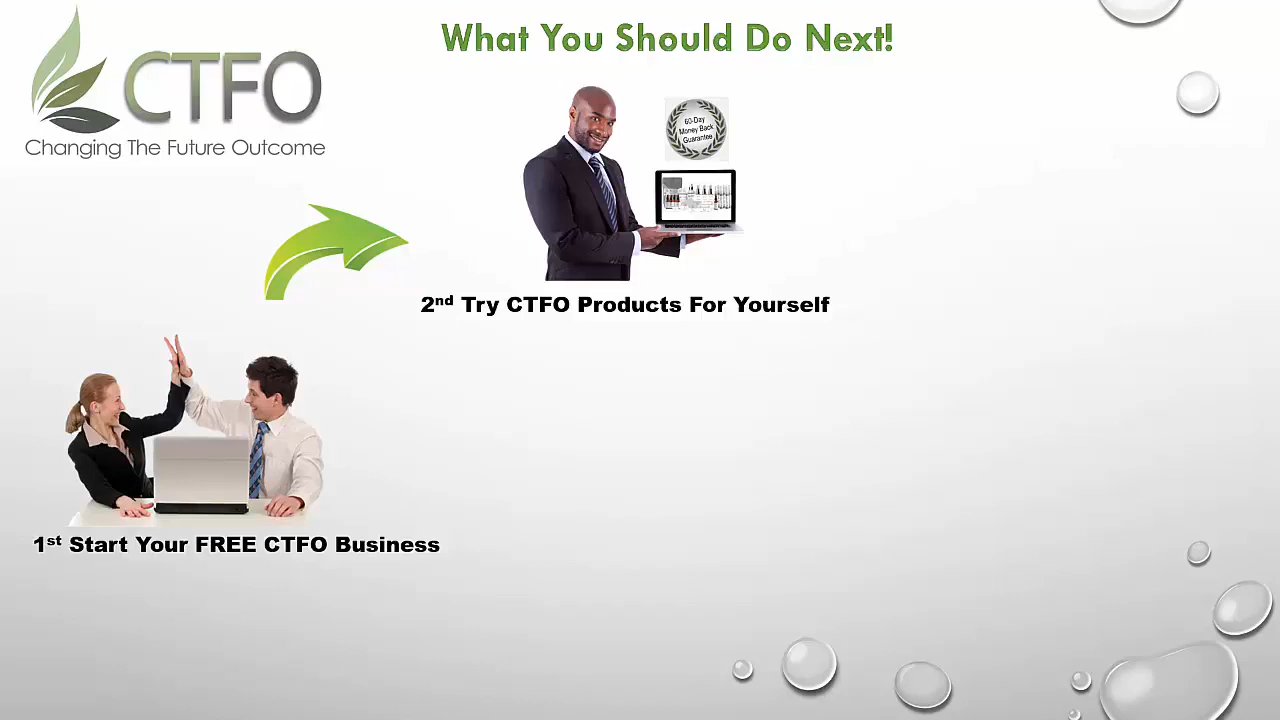 What You Should Do Next!
CTFO
Changing The Future Outcome
60-Day
Money Back
Guarantee
2nd Try CTFO Products For Yourself
1st Start Your FREE CTFO Business